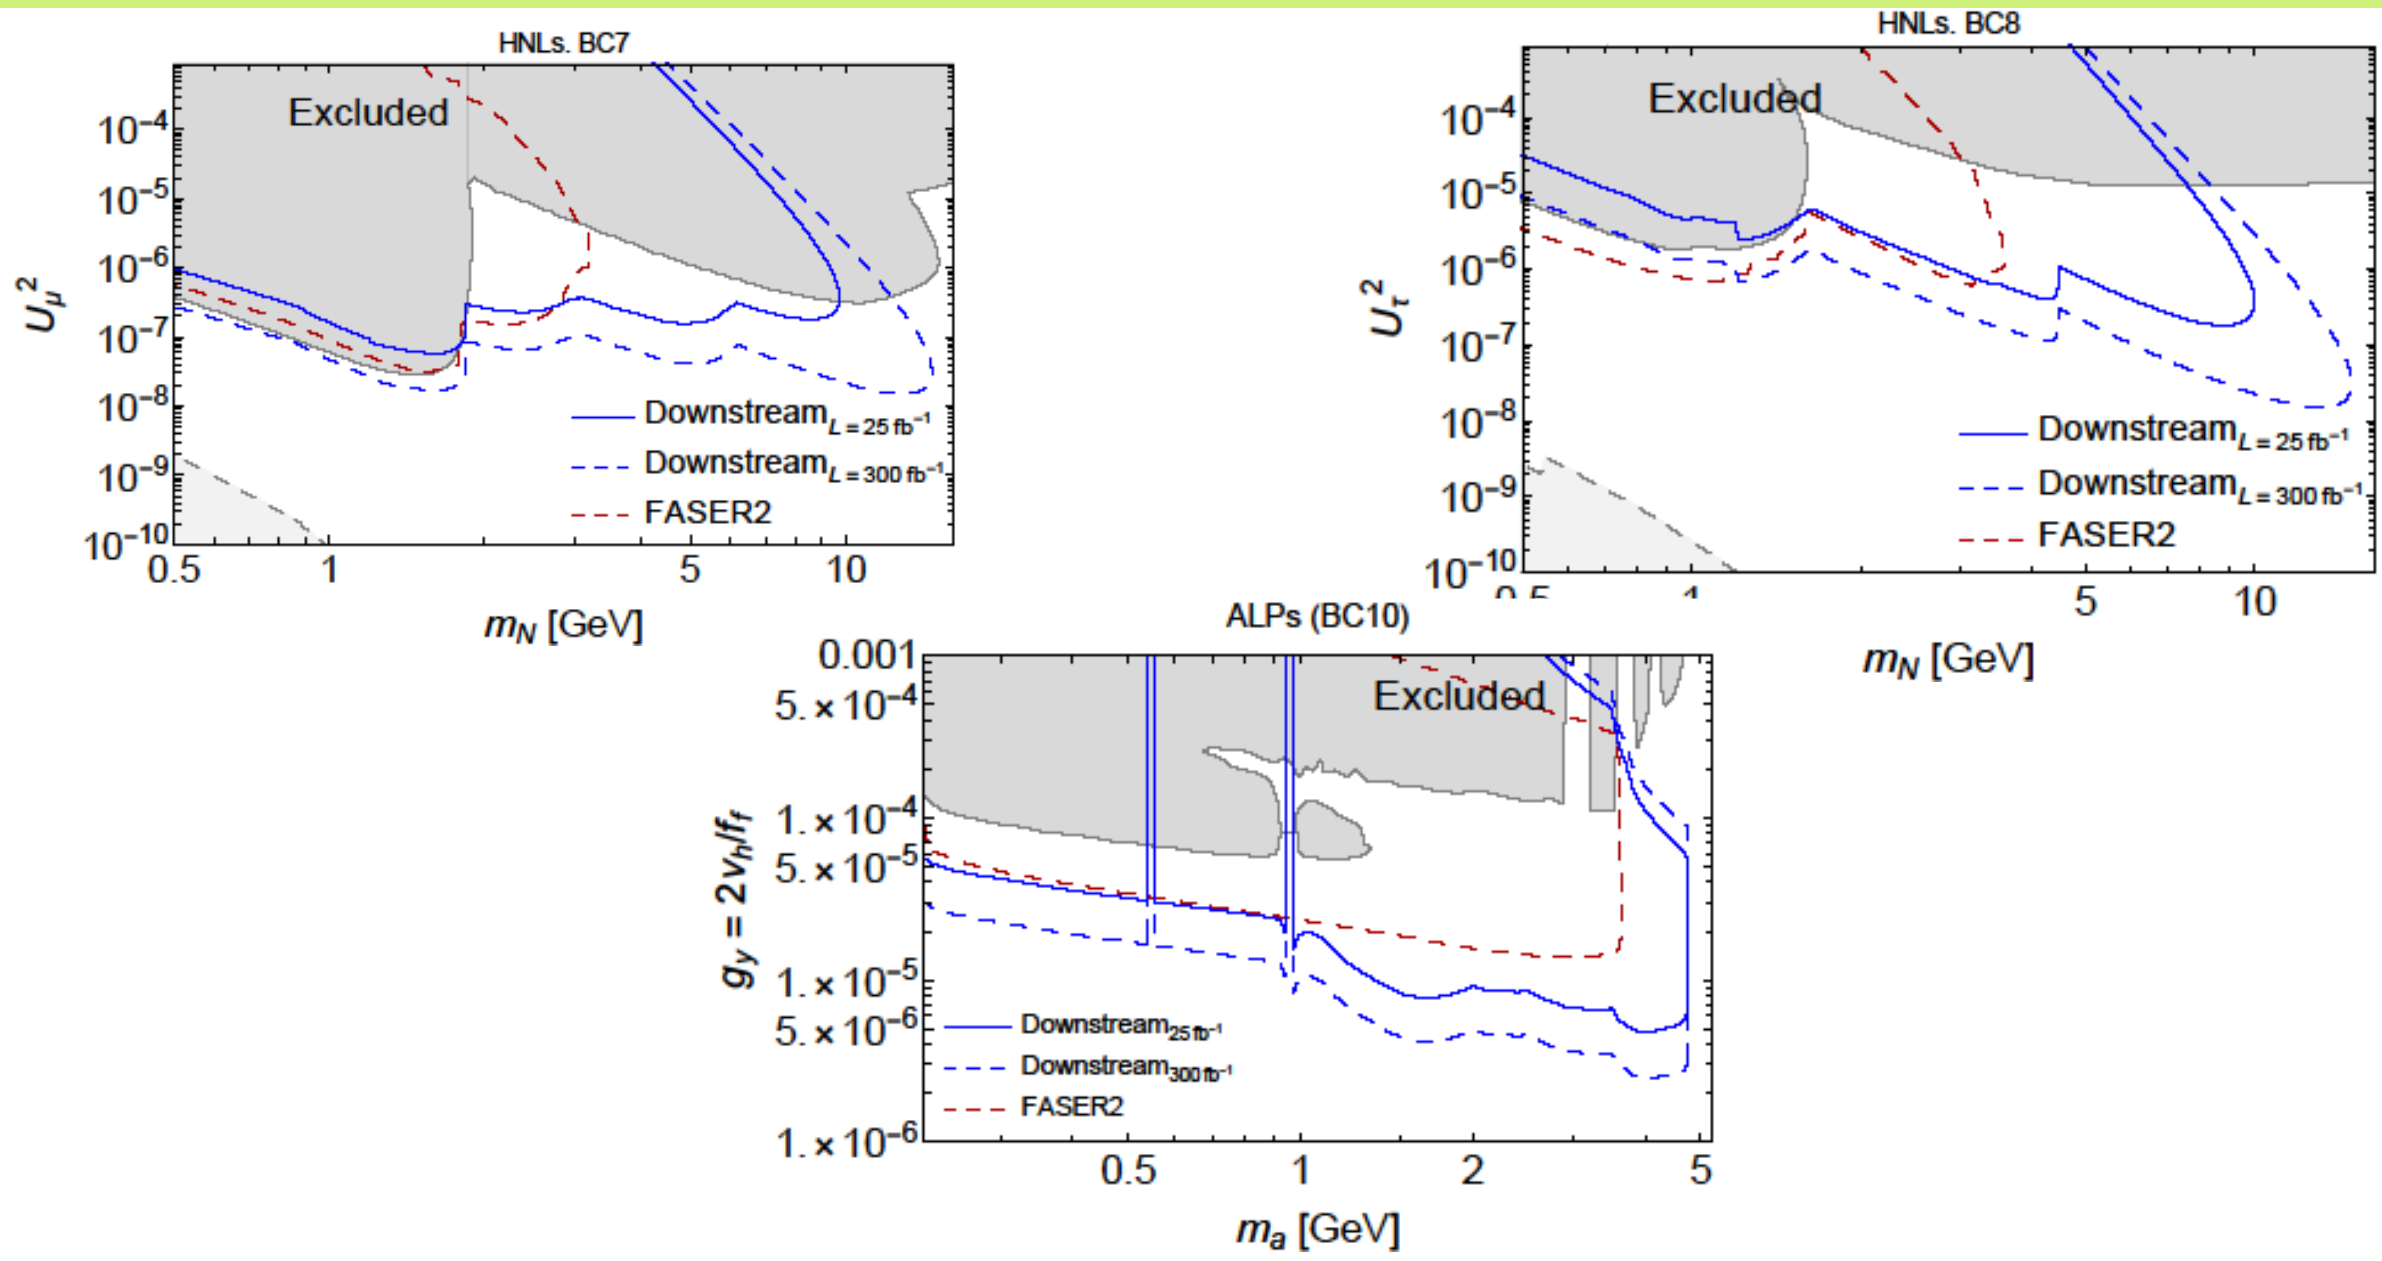 HNLs. BC7
Excluded
10⁻⁴
10⁻⁵
10⁻⁶
10⁻⁷
10⁻⁸
10⁻⁹
10⁻¹⁰
U_μ²
Downstream_L = 25 fb⁻¹
Downstream_L = 300 fb⁻¹
FASER2
0.5 1 5 10
m_N [GeV]
HNLs. BC8
Excluded
10⁻⁴
10⁻⁵
10⁻⁶
10⁻⁷
10⁻⁸
10⁻⁹
10⁻¹⁰
U_τ²
Downstream_L = 25 fb⁻¹
Downstream_L = 300 fb⁻¹
FASER2
0.5 1 5 10
m_N [GeV]
ALPs (BC10)
Excluded
0.001
5. × 10⁻⁴
1. × 10⁻⁴
5. × 10⁻⁵
1. × 10⁻⁵
5. × 10⁻⁶
1. × 10⁻⁶
g_y = 2v_h/f_f
Downstream_25 fb⁻¹
Downstream_300 fb⁻¹
FASER2
0.5 1 2 5
m_a [GeV]